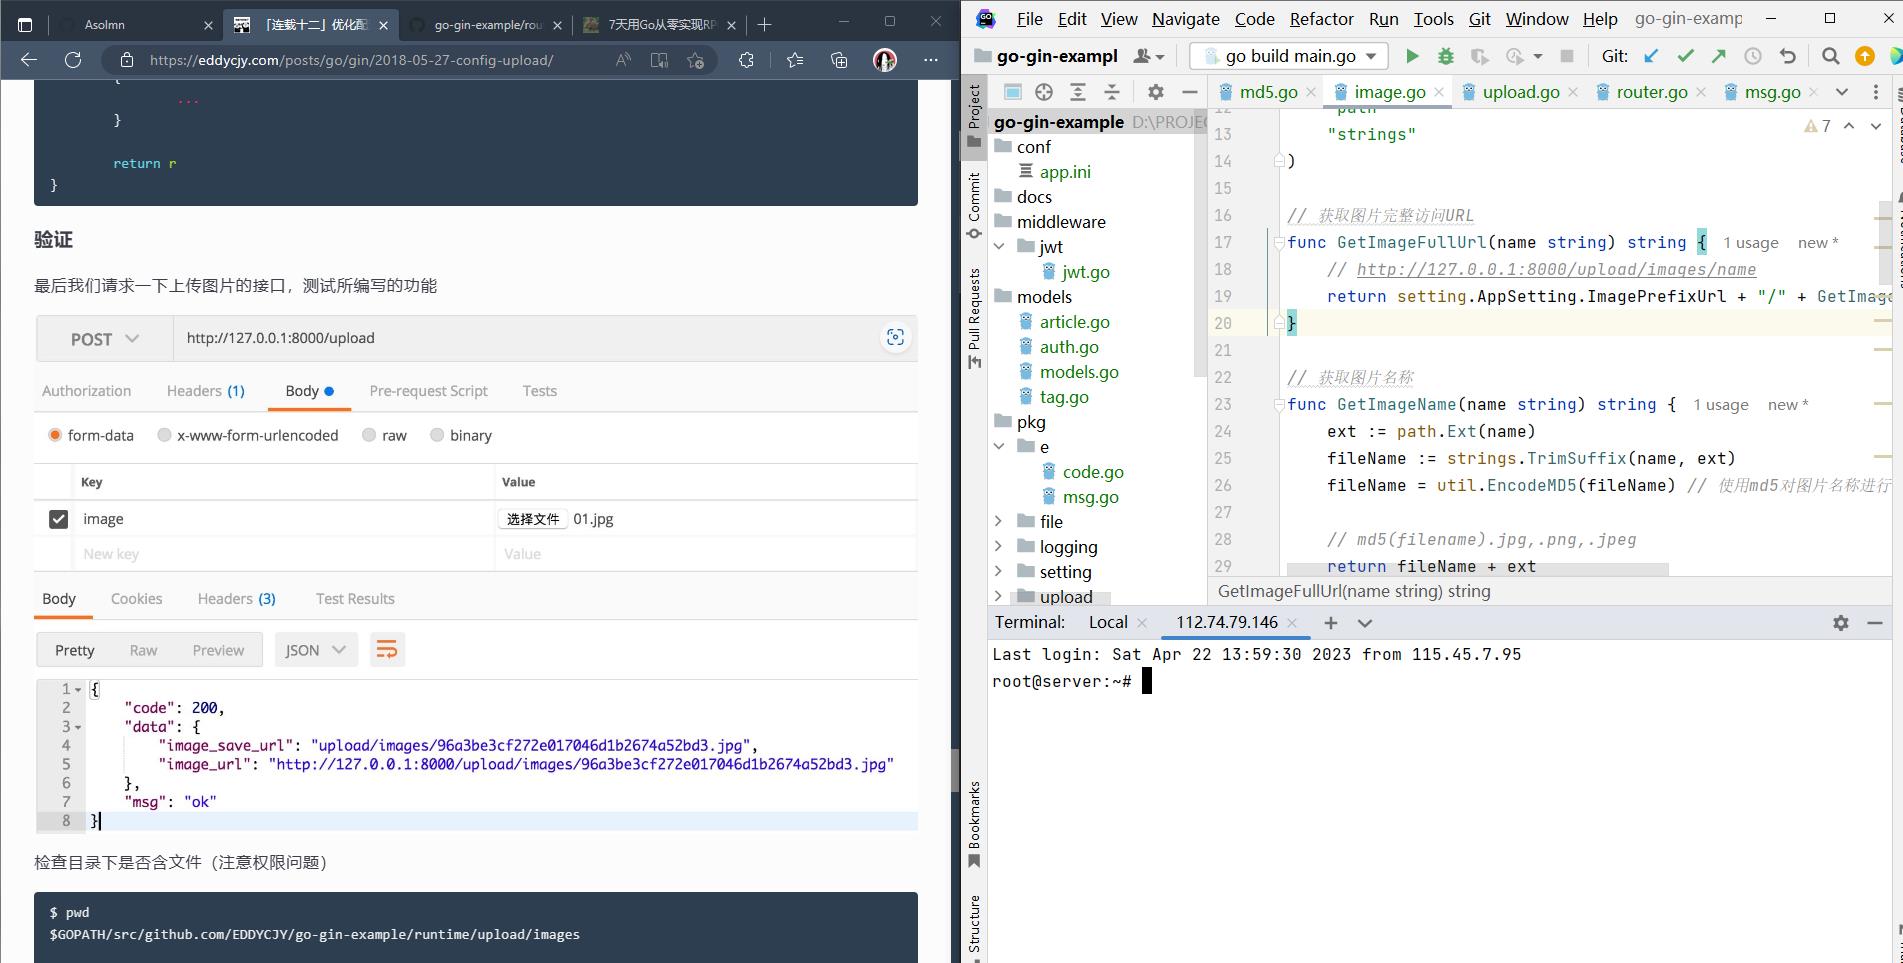 Asolmn
「连载十二」优化配
go-gin-example/rou
7天用Go从零实现RP
https://eddycjy.com/posts/go/gin/2018-05-27-config-upload/
{
...
}
return r
}
验证
最后我们请求一下上传图片的接口，测试所编写的功能
POST
http://127.0.0.1:8000/upload
Authorization
Headers (1)
Body
Pre-request Script
Tests
form-data
x-www-form-urlencoded
raw
binary
Key
Value
image
选择文件 01.jpg
New key
Value
Body
Cookies
Headers (3)
Test Results
Pretty
Raw
Preview
JSON
1 {
2 "code": 200,
3 "data": {
4 "image_save_url": "upload/images/96a3be3cf272e017046d1b2674a52bd3.jpg",
5 "image_url": "http://127.0.0.1:8000/upload/images/96a3be3cf272e017046d1b2674a52bd3.jpg"
6 },
7 "msg": "ok"
8 }
检查目录下是否含文件（注意权限问题）
$ pwd
$GOPATH/src/github.com/EDDYCJY/go-gin-example/runtime/upload/images
File Edit View Navigate Code Refactor Run Tools Git Window Help go-gin-examp
go-gin-exampl
go build main.go
Git:
Project
Commit
Pull Requests
Bookmarks
Structure
go-gin-example D:\PROJE
conf
app.ini
docs
middleware
jwt
jwt.go
models
article.go
auth.go
models.go
tag.go
pkg
e
code.go
msg.go
file
logging
setting
upload
md5.go
image.go
upload.go
router.go
msg.go
7
12 "path"
13 "strings"
14 )
15
16 // 获取图片完整访问URL
17 func GetImageFullUrl(name string) string { 1 usage new *
18 // http://127.0.0.1:8000/upload/images/name
19 return setting.AppSetting.ImagePrefixUrl + "/" + GetImage
20 }
21
22 // 获取图片名称
23 func GetImageName(name string) string { 1 usage new *
24 ext := path.Ext(name)
25 fileName := strings.TrimSuffix(name, ext)
26 fileName = util.EncodeMD5(fileName) // 使用md5对图片名称进行
27
28 // md5(filename).jpg,.png,.jpeg
29 return fileName + ext
GetImageFullUrl(name string) string
Terminal:
Local
112.74.79.146
Last login: Sat Apr 22 13:59:30 2023 from 115.45.7.95
root@server:~#